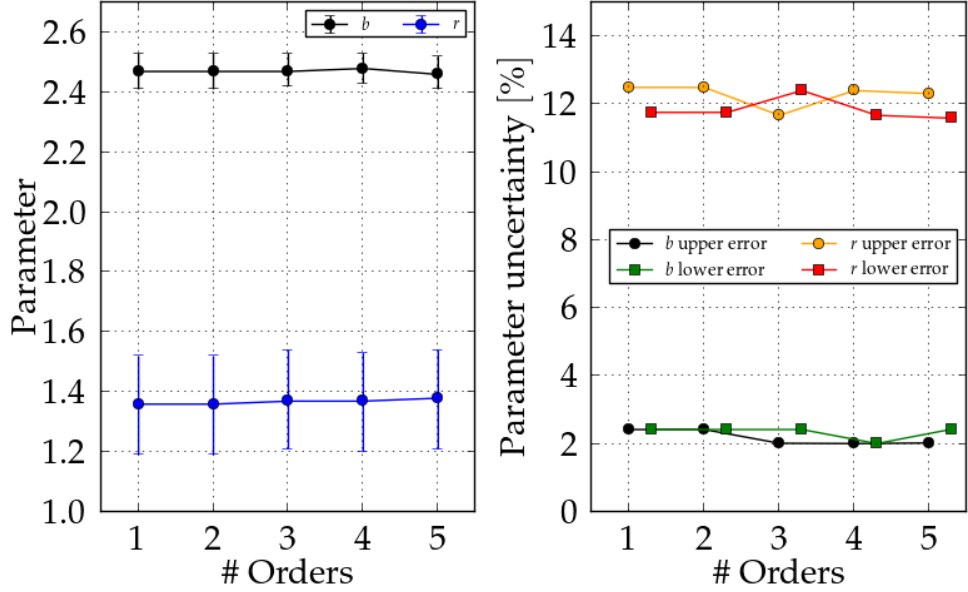 b r
Parameter
2.6
2.4
2.2
2.0
1.8
1.6
1.4
1.2
1.0
1 2 3 4 5
# Orders
Parameter uncertainty [%]
14
12
10
8
6
4
2
0
b upper error r upper error
b lower error r lower error
1 2 3 4 5
# Orders